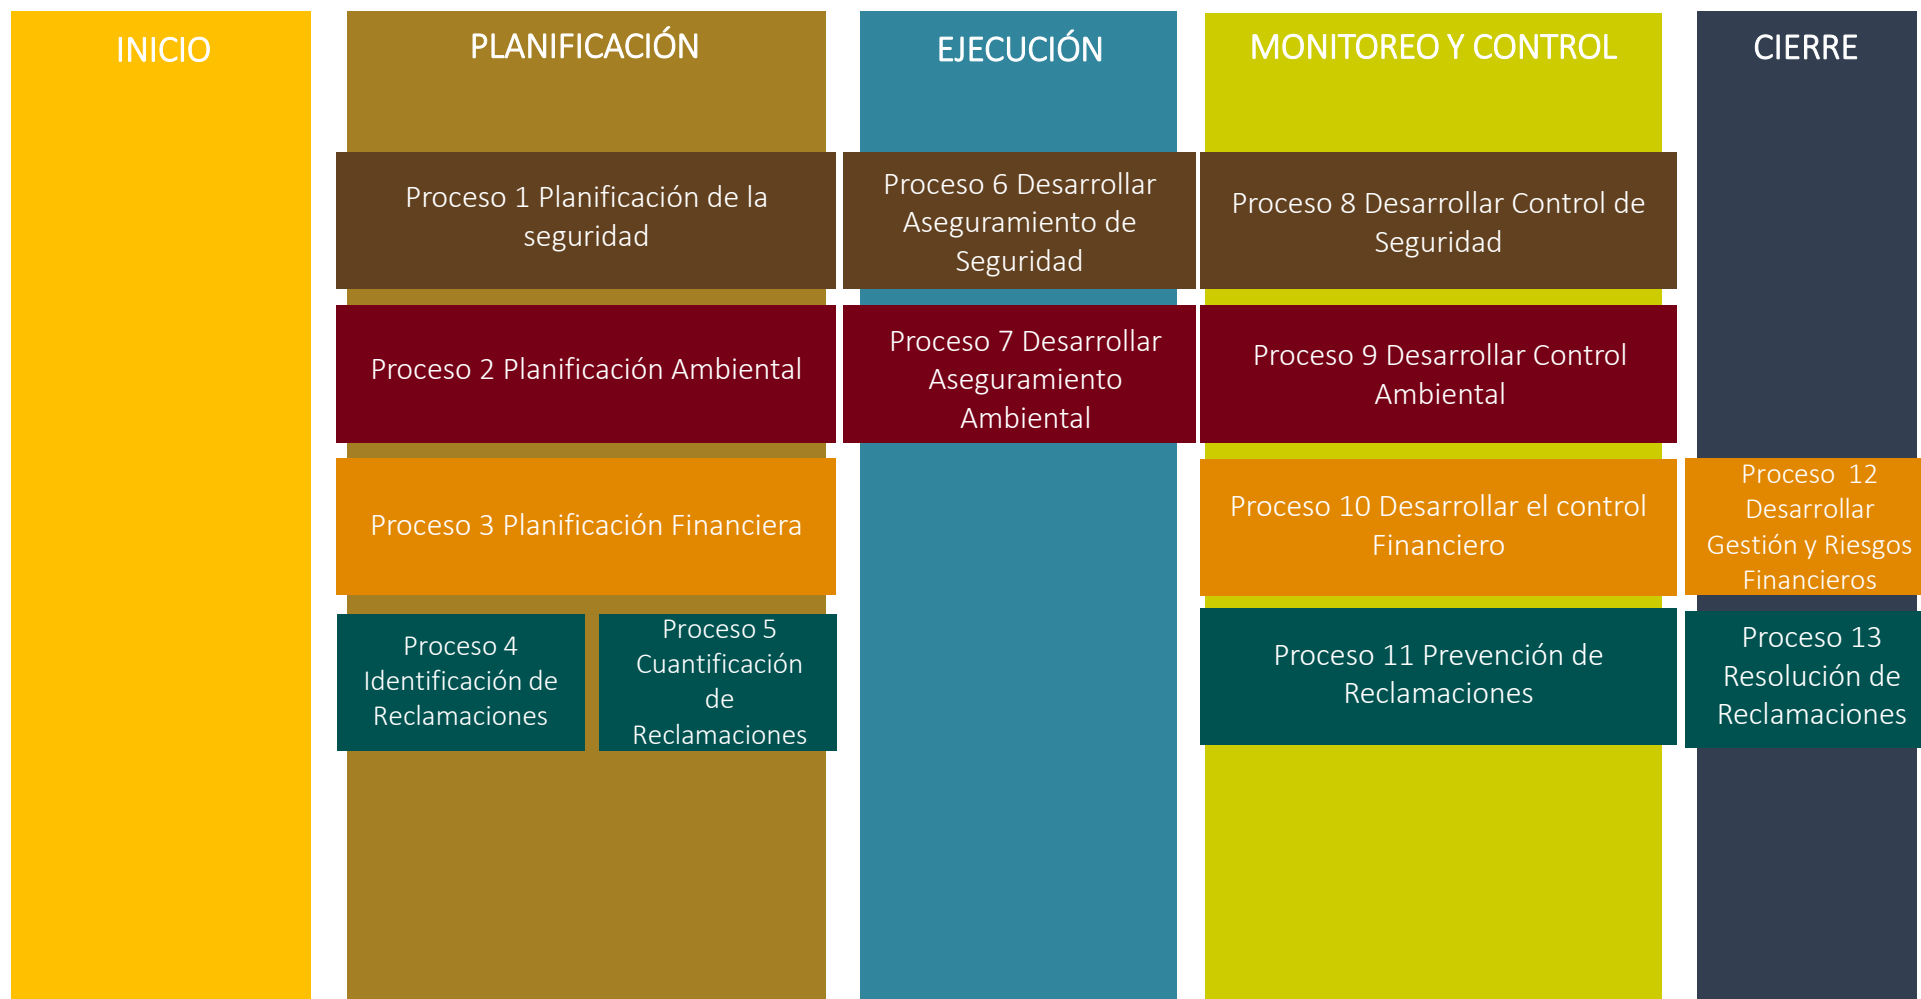 INICIO
PLANIFICACIÓN
EJECUCIÓN
MONITOREO Y CONTROL
CIERRE
Proceso 1 Planificación de la
seguridad
Proceso 6 Desarrollar
Aseguramiento de
Seguridad
Proceso 8 Desarrollar Control de
Seguridad
Proceso 2 Planificación Ambiental
Proceso 7 Desarrollar
Aseguramiento
Ambiental
Proceso 9 Desarrollar Control
Ambiental
Proceso 3 Planificación Financiera
Proceso 10 Desarrollar el control
Financiero
Proceso 12
Desarrollar
Gestión y Riesgos
Financieros
Proceso 4
Identificación de
Reclamaciones
Proceso 5
Cuantificación
de
Reclamaciones
Proceso 11 Prevención de
Reclamaciones
Proceso 13
Resolución de
Reclamaciones